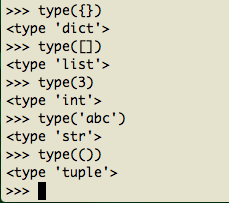 >>> type({})
<type 'dict'>
>>> type([])
<type 'list'>
>>> type(3)
<type 'int'>
>>> type('abc')
<type 'str'>
>>> type(())
<type 'tuple'>
>>>